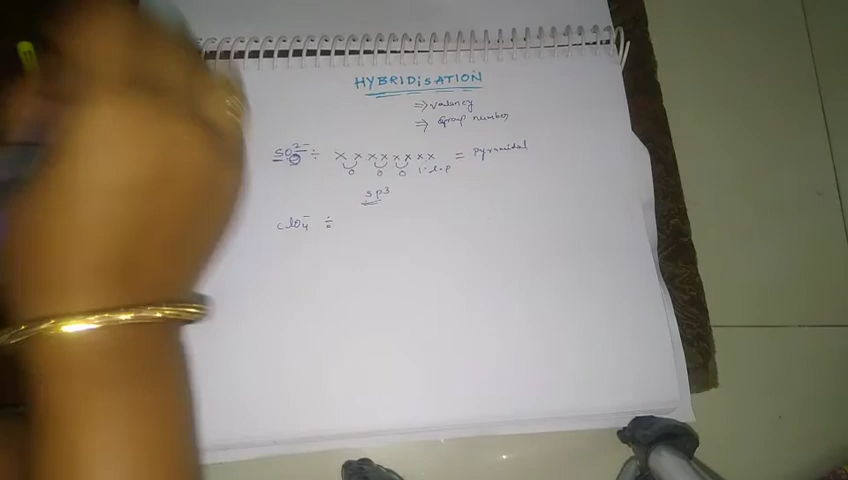 HYBRIDISATION
⇒ valency
⇒ Group number
SO₃²⁻ ÷ x x x x x x x x = pyramidal
o o o 1 l.p
sp3
ClO₄⁻ ÷